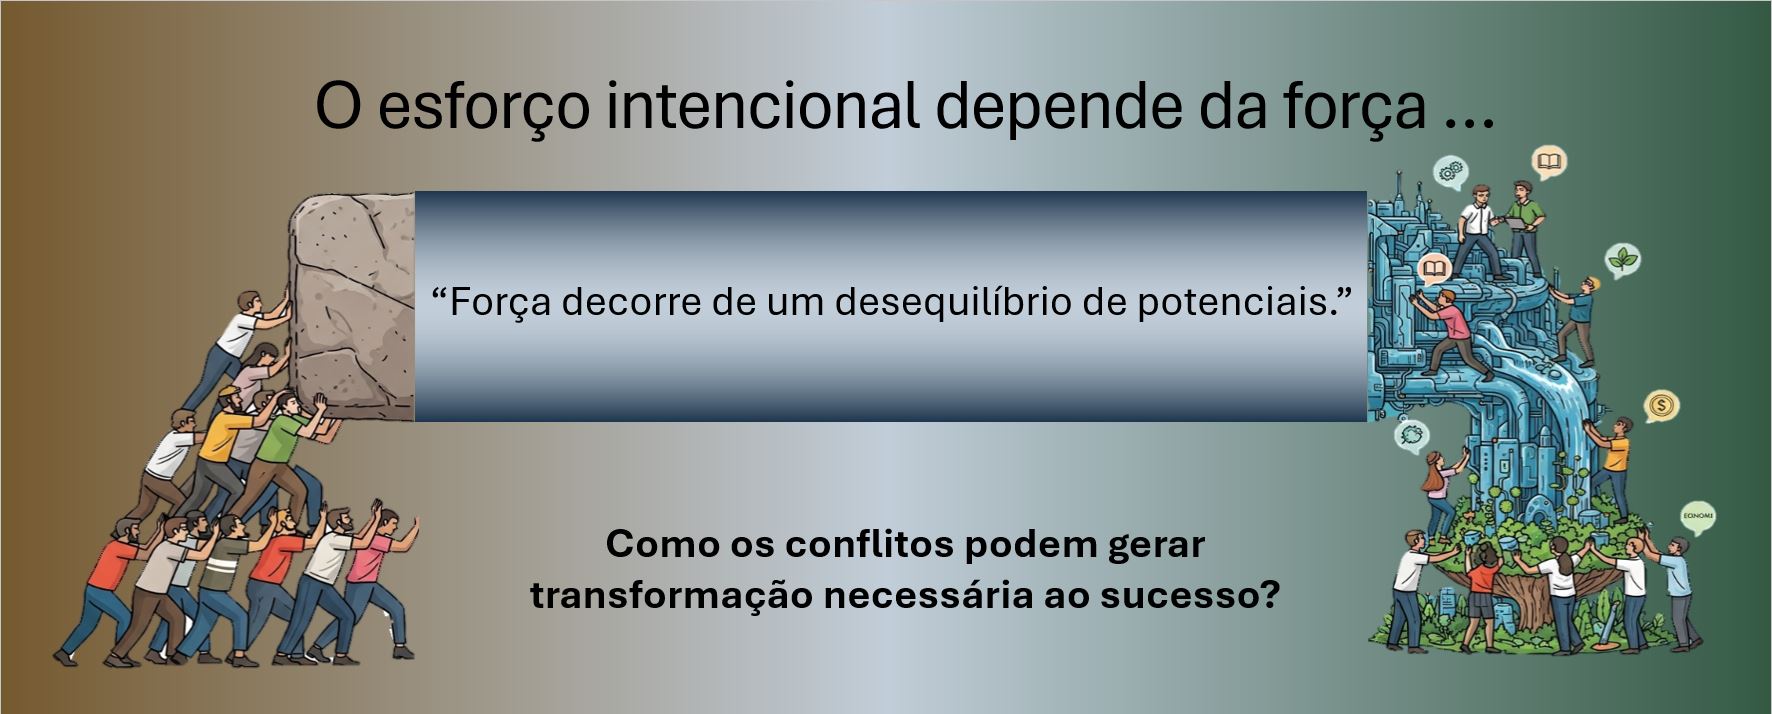 O esforço intencional depende da força ...
“Força decorre de um desequilíbrio de potenciais.”
Como os conflitos podem gerar
transformação necessária ao sucesso?